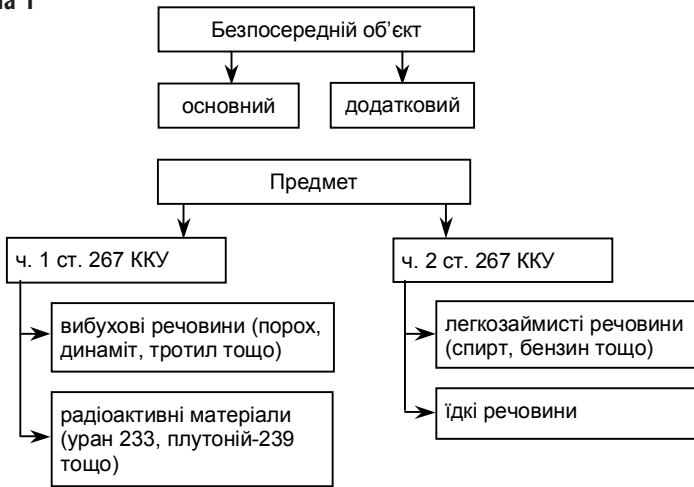 на 1
Безпосередній об’єкт
основний
додатковий
Предмет
ч. 1 ст. 267 ККУ
вибухові речовини (порох,
динаміт, тротил тощо)
радіоактивні матеріали
(уран 233, плутоній-239
тощо)
ч. 2 ст. 267 ККУ
легкозаймисті речовини
(спирт, бензин тощо)
їдкі речовини